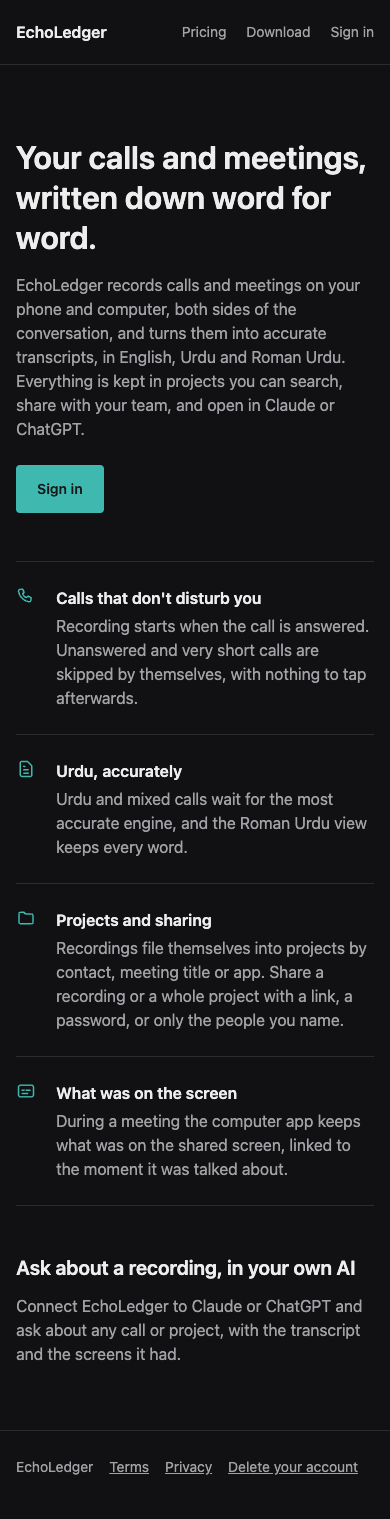 EchoLedger
Pricing Download Sign in
Your calls and meetings,
written down word for
word.
EchoLedger records calls and meetings on your
phone and computer, both sides of the
conversation, and turns them into accurate
transcripts, in English, Urdu and Roman Urdu.
Everything is kept in projects you can search,
share with your team, and open in Claude or
ChatGPT.
Sign in
Calls that don't disturb you
Recording starts when the call is answered.
Unanswered and very short calls are
skipped by themselves, with nothing to tap
afterwards.
Urdu, accurately
Urdu and mixed calls wait for the most
accurate engine, and the Roman Urdu view
keeps every word.
Projects and sharing
Recordings file themselves into projects by
contact, meeting title or app. Share a
recording or a whole project with a link, a
password, or only the people you name.
What was on the screen
During a meeting the computer app keeps
what was on the shared screen, linked to
the moment it was talked about.
Ask about a recording, in your own AI
Connect EchoLedger to Claude or ChatGPT and
ask about any call or project, with the transcript
and the screens it had.
EchoLedger Terms Privacy Delete your account